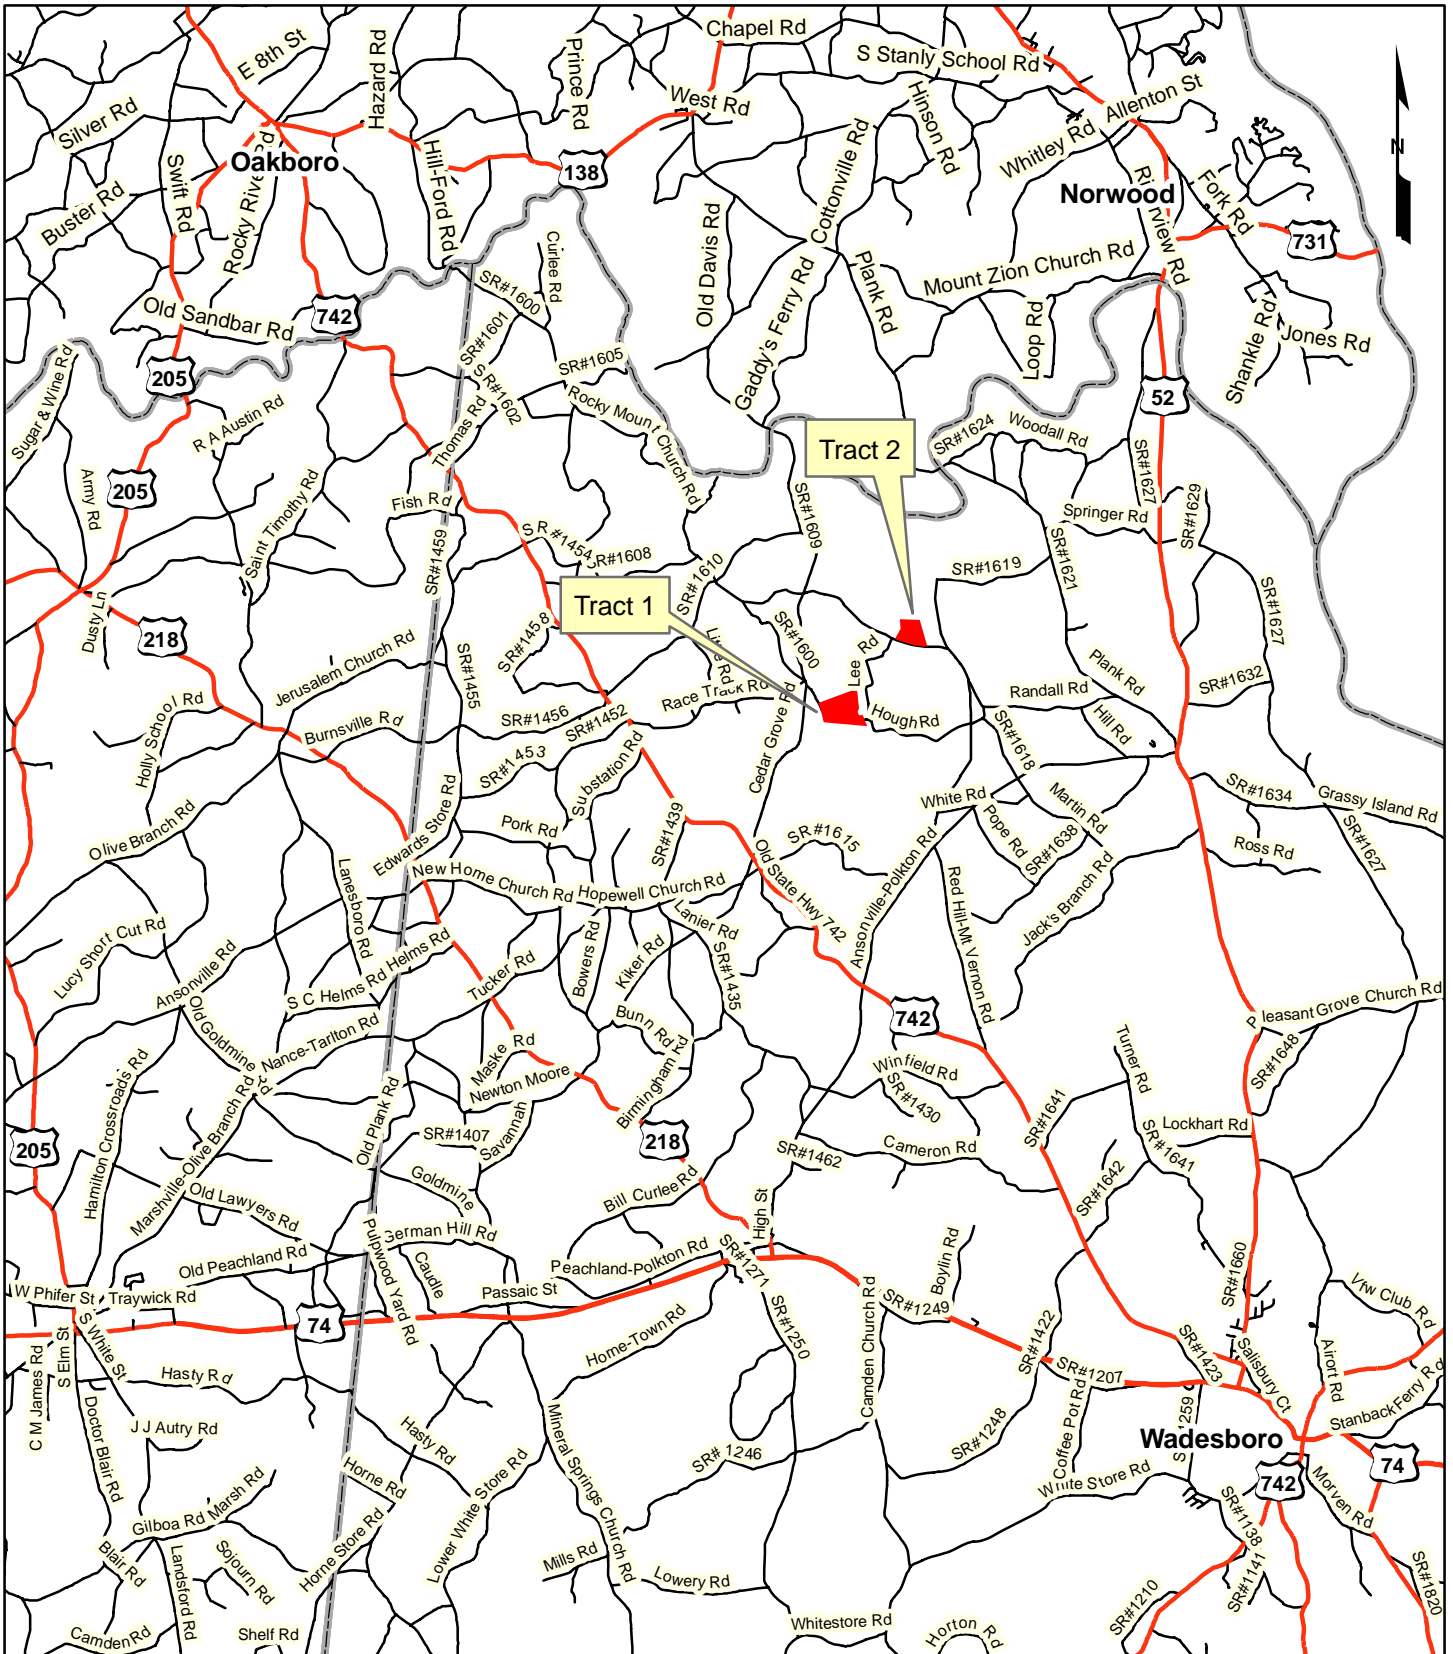 Chapel Rd
E 8th St
Hazard Rd
Prince Rd
S Stanly School Rd
West Rd
Hinson Rd
Allenton St
Silver Rd
Whitley Rd
Cottonville Rd
N
Oakboro
Swift Rd
Rocky River Rd
Hill-Ford Rd
138
Norwood
Riverview Rd
Fork Rd
Buster Rd
731
Old Davis Rd
Curlee Rd
Plank Rd
Mount Zion Church Rd
Gaddy's Ferry Rd
SR#1600
Old Sandbar Rd
742
SR#1601
Loop Rd
Shankle Rd
Jones Rd
SR#1605
205
Sugar & Wine Rd
SR#1602
52
Rocky Mount Church Rd
R A Austin Rd
Thomas Rd
SR#1624
Woodall Rd
Tract 2
SR#1627
205
Army Rd
Saint Timothy Rd
Fish Rd
SR#1609
Springer Rd
SR#1629
SR#1454
SR#1608
SR#1459
SR#1610
SR#1619
SR#1621
Tract 1
Dusty Ln
218
SR#1458
SR#1600
SR#1627
Jerusalem Church Rd
SR#1455
Lee Rd
Plank Rd
SR#1632
Holly School Rd
Race Track Rd
Randall Rd
Burnsville Rd
SR#1456
SR#1452
Hough Rd
Hill Rd
SR#1618
Cedar Grove Rd
SR#1453
Substation Rd
SR#1634
Grassy Island Rd
White Rd
Martin Rd
Olive Branch Rd
Edwards Store Rd
Pork Rd
SR#1439
SR#1615
Pope Rd
SR#1638
Ross Rd
SR#1627
Old State Hwy 742
New Home Church Rd
Hopewell Church Rd
Ansonville-Polkton Rd
Lanesboro Rd
Red Hill-Mt Vernon Rd
Jack's Branch Rd
Lanier Rd
Lucy Short Cut Rd
Helms Rd
Bowers Rd
Kiker Rd
SR#1435
Ansonville Rd
S C Helms Rd
Tucker Rd
Pleasant Grove Church Rd
Old Goldmine Rd
Bunn Rd
742
Nance-Tarlton Rd
Maske Rd
Winfield Rd
Turner Rd
SR#1648
Hamilton Crossroads Rd
Newton Moore
Birmingham Rd
SR#1430
SR#1641
Old Plank Rd
Lockhart Rd
SR#1407
Savannah
218
205
Marshville-Olive Branch Rd
SR#1462
Cameron Rd
SR#1641
SR#1642
Goldmine
Bill Curlee Rd
Old Lawyers Rd
High St
German Hill Rd
Pulpwood Yard Rd
Boylin Rd
Old Peachland Rd
Caudle
Peachland-Polkton Rd
SR#1271
SR#1660
W Phifer St
Traywick Rd
Passaic St
Vfw Club Rd
SR#1249
74
SR#1250
Home-Town Rd
Camden Church Rd
SR#1422
SR#1423
Airort Rd
S White St
S Elm St
C M James Rd
Salisbury Ct
SR#1207
Hasty Rd
Stanback Ferry Rd
Coffee Pot Rd
Doctor Blair Rd
J J Autry Rd
Hasty Rd
Mineral Springs Church Rd
SR#1248
Wadesboro
SR# 1246
Horne Rd
Lower White Store Rd
White Store Rd
74
742
Morven Rd
Marsh Rd
Gilboa Rd
SR#1138
Horne Store Rd
Blair Rd
Landsford Rd
Sojourn Rd
Mills Rd
Lowery Rd
SR#1141
SR#1210
SR#1820
Camden Rd
Shelf Rd
Whitestore Rd
Horton Rd